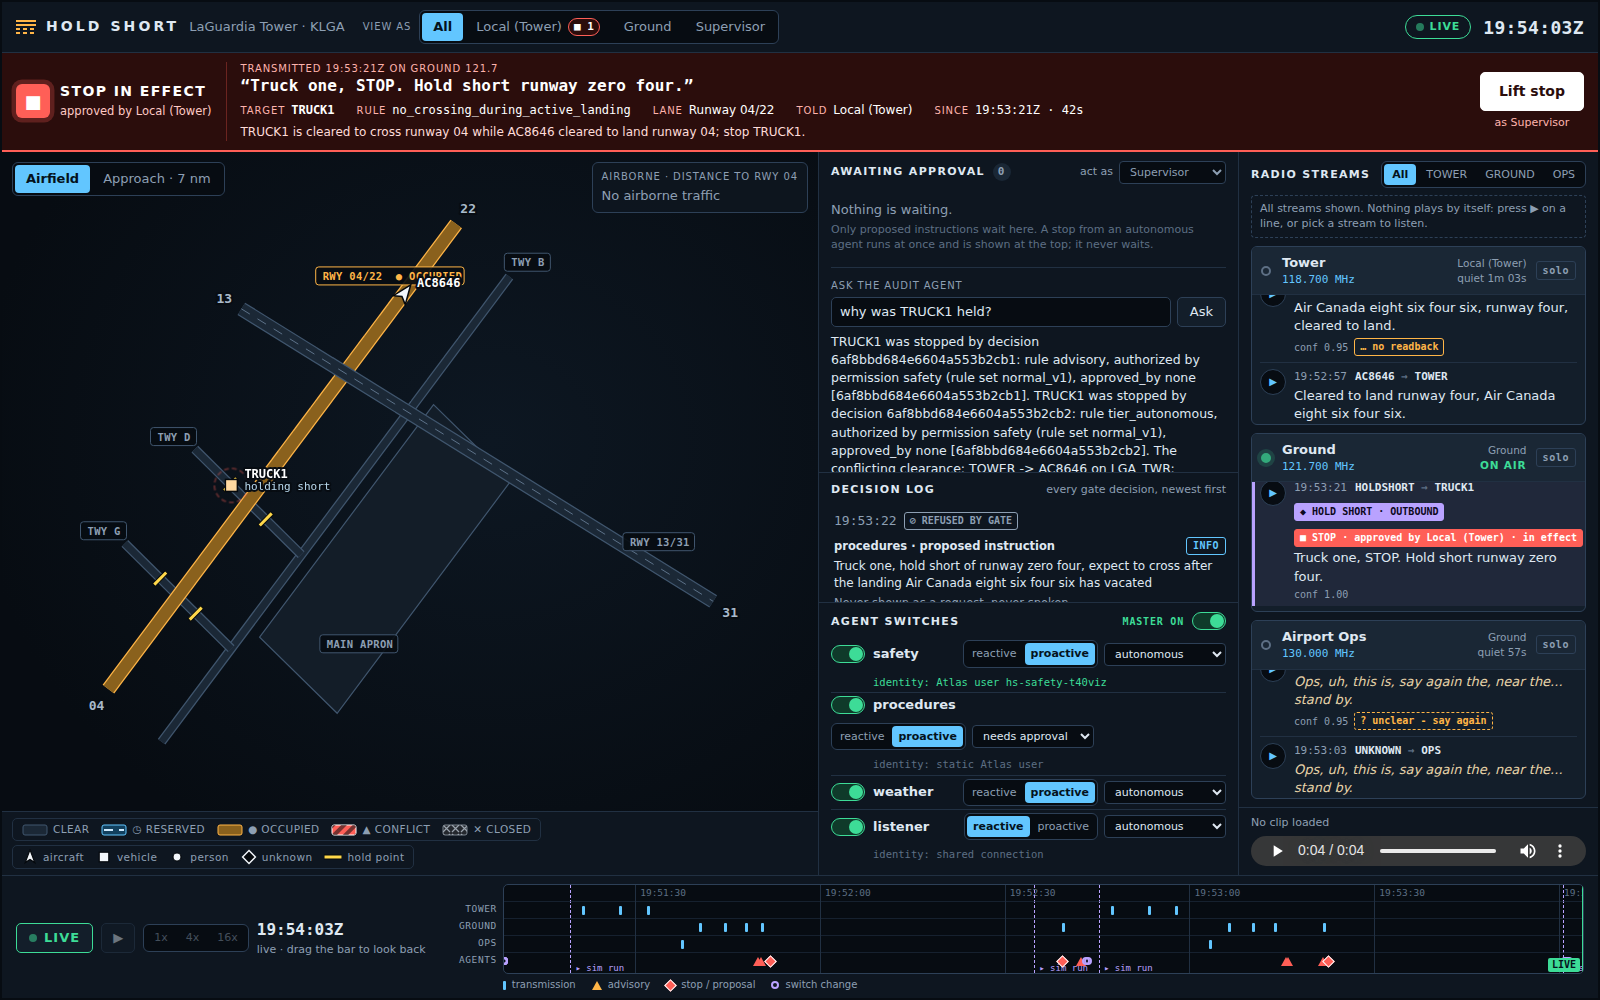 HOLD SHORT LaGuardia Tower · KLGA VIEW AS All Local (Tower) ■ 1 Ground Supervisor LIVE 19:54:03Z
STOP IN EFFECT
approved by Local (Tower)
TRANSMITTED 19:53:21Z ON GROUND 121.7
“Truck one, STOP. Hold short runway zero four.”
TARGET TRUCK1 RULE no_crossing_during_active_landing LANE Runway 04/22 TOLD Local (Tower) SINCE 19:53:21Z · 42s
TRUCK1 is cleared to cross runway 04 while AC8646 cleared to land runway 04; stop TRUCK1.
Lift stop
as Supervisor
Airfield Approach · 7 nm
AIRBORNE · DISTANCE TO RWY 04
No airborne traffic
22
TWY B
RWY 04/22 ● OCCUPIED
AC8646
13
TWY D
TRUCK1
holding short
TWY G
RWY 13/31
31
MAIN APRON
04
CLEAR RESERVED OCCUPIED CONFLICT CLOSED
aircraft vehicle person unknown hold point
AWAITING APPROVAL 0 act as Supervisor
Nothing is waiting.
Only proposed instructions wait here. A stop from an autonomous
agent runs at once and is shown at the top; it never waits.
ASK THE AUDIT AGENT
why was TRUCK1 held? Ask
TRUCK1 was stopped by decision
6af8bbd684e6604a553b2cb1: rule advisory, authorized by
permission safety (rule set normal_v1), approved_by none
[6af8bbd684e6604a553b2cb1]. TRUCK1 was stopped by
decision 6af8bbd684e6604a553b2cb2: rule tier_autonomous,
authorized by permission safety (rule set normal_v1),
approved_by none [6af8bbd684e6604a553b2cb2]. The
conflicting clearance: TOWER -> AC8646 on LGA_TWR:
DECISION LOG every gate decision, newest first
19:53:22 ⊘ REFUSED BY GATE
procedures · proposed instruction INFO
Truck one, hold short of runway zero four, expect to cross after
the landing Air Canada eight six four six has vacated
Never shown as a request, never spoken
AGENT SWITCHES MASTER ON
safety reactive proactive autonomous
identity: Atlas user hs-safety-t40viz
procedures
reactive proactive needs approval
identity: static Atlas user
weather reactive proactive autonomous
listener reactive proactive autonomous
identity: shared connection
RADIO STREAMS All TOWER GROUND OPS
All streams shown. Nothing plays by itself: press ▶ on a
line, or pick a stream to listen.
Tower Local (Tower) solo
118.700 MHz quiet 1m 03s
Air Canada eight six four six, runway four,
cleared to land.
conf 0.95 … no readback
19:52:57 AC8646 → TOWER
Cleared to land runway four, Air Canada
eight six four six.
Ground Ground solo
121.700 MHz ON AIR
19:53:21 HOLDSHORT → TRUCK1
◆ HOLD SHORT · OUTBOUND
■ STOP · approved by Local (Tower) · in effect
Truck one, STOP. Hold short runway zero
four.
conf 1.00
Airport Ops Ground solo
130.000 MHz quiet 57s
Ops, uh, this is, say again the, near the...
stand by.
conf 0.95 ? unclear - say again
19:53:03 UNKNOWN → OPS
Ops, uh, this is, say again the, near the...
stand by.
No clip loaded
0:04 / 0:04
LIVE ▶ 1x 4x 16x 19:54:03Z
live · drag the bar to look back
19:51:30 19:52:00 19:52:30 19:53:00 19:53:30 19:
TOWER
GROUND
OPS
AGENTS
▸ sim run ▸ sim run ▸ sim run LIVE
transmission advisory stop / proposal switch change